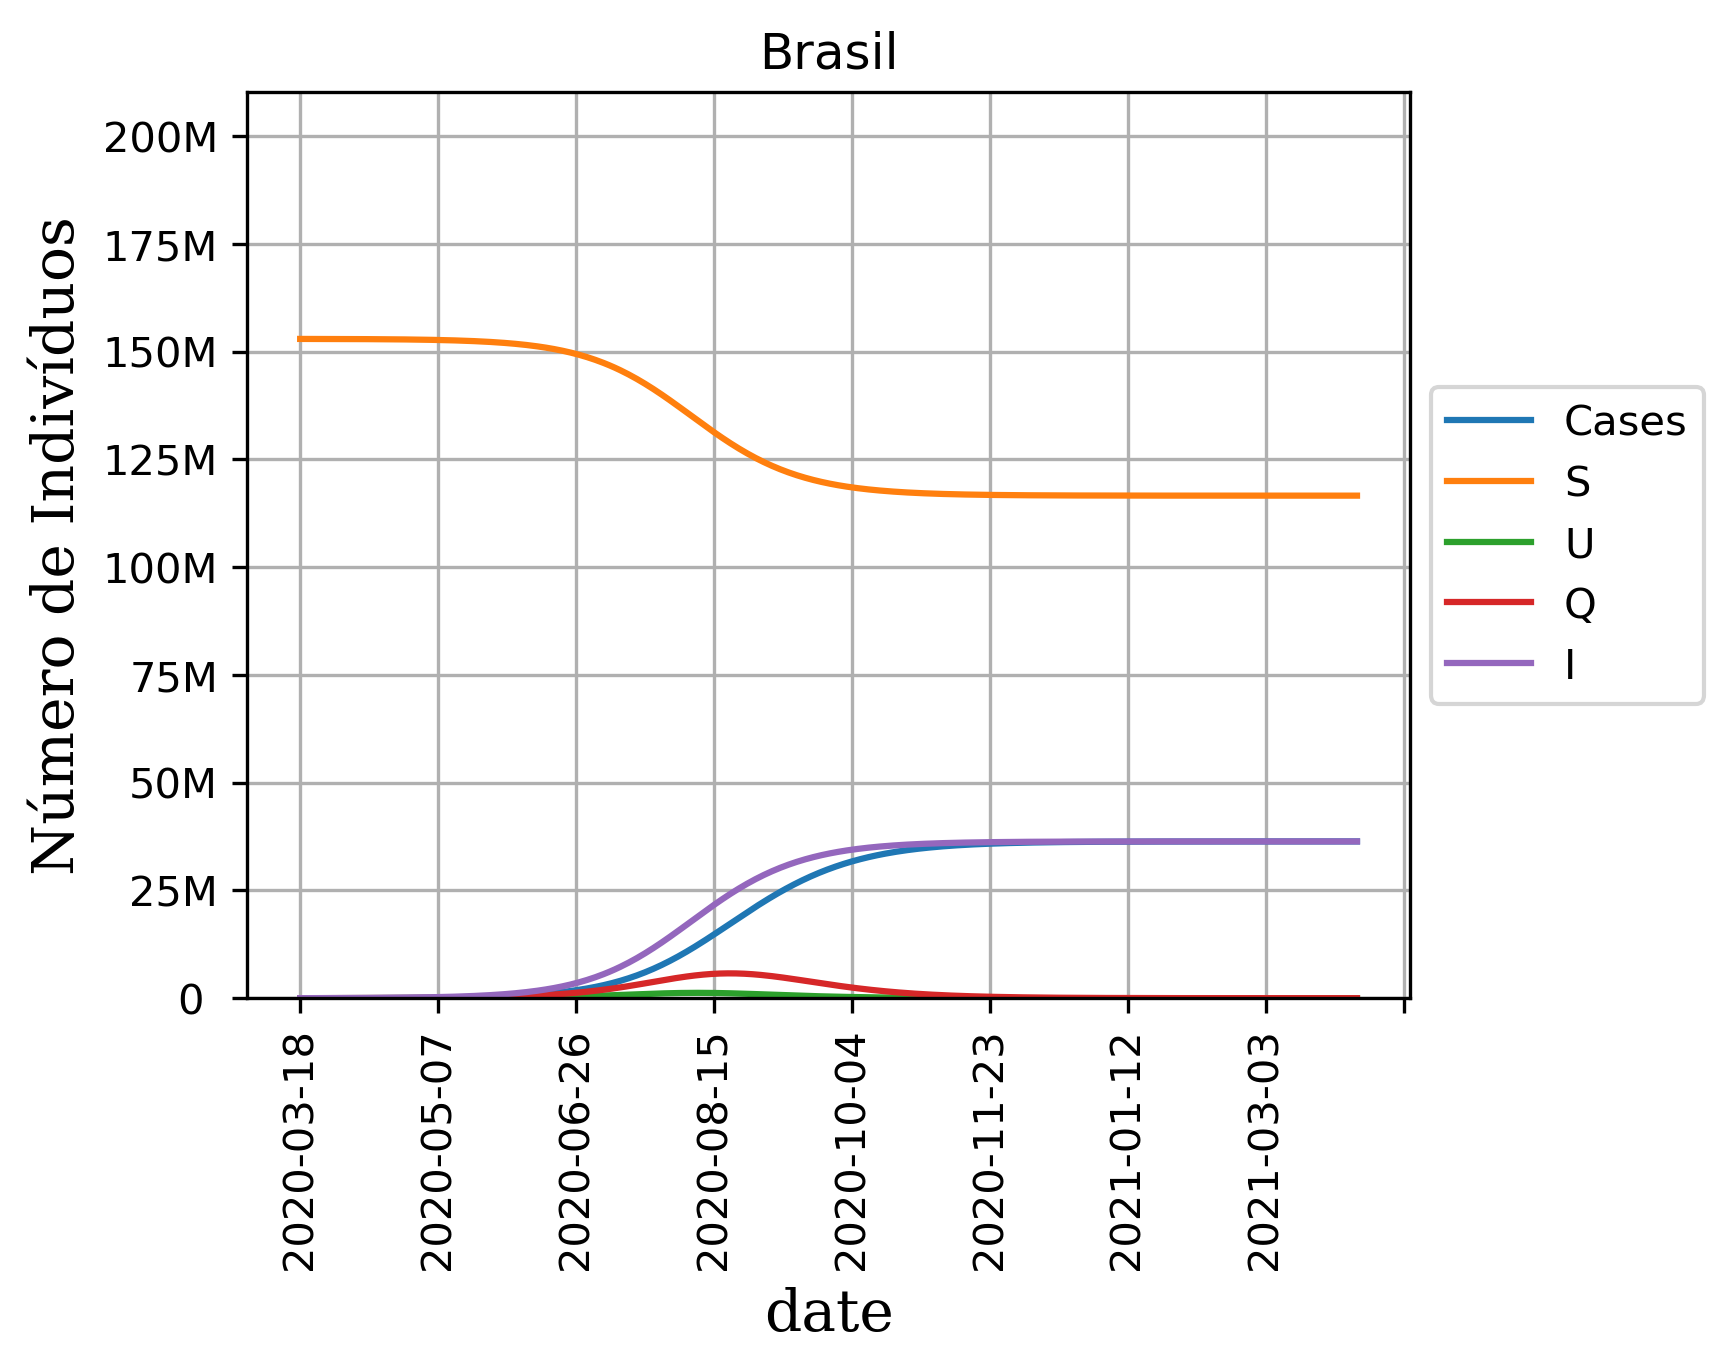 Brasil
Número de Indivíduos
200M
175M
150M
125M
100M
75M
50M
25M
0
2020-03-18
2020-05-07
2020-06-26
2020-08-15
2020-10-04
2020-11-23
2021-01-12
2021-03-03
date
Cases
S
U
Q
I